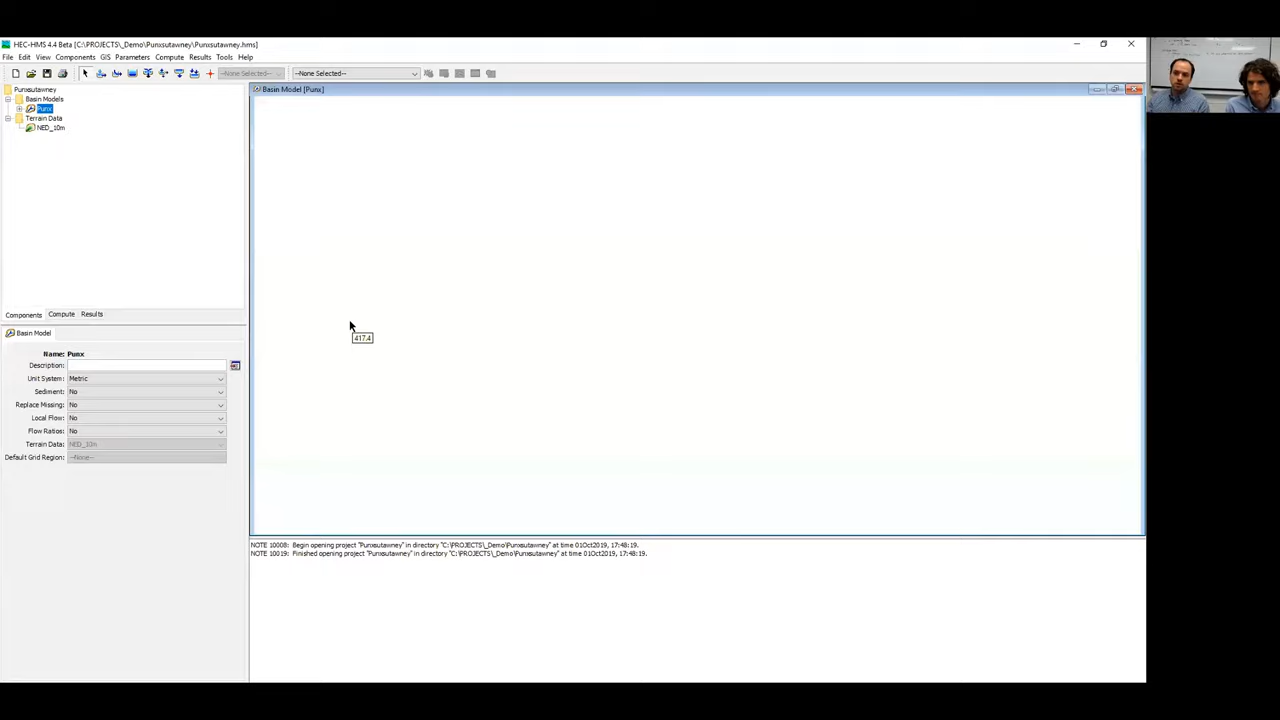 HEC-HMS 4.4 Beta [C:\PROJECTS\_Demo\Punxsutawney\Punxsutawney.hms]
File Edit View Components GIS Parameters Compute Results Tools Help
--None Selected-- --None Selected--
Punxsutawney
Basin Models
Punx
Terrain Data
NED_10m
Basin Model [Punx]
417.4
Components Compute Results
Basin Model
Name: Punx
Description:
Unit System: Metric
Sediment: No
Replace Missing: No
Local Flow: No
Flow Ratios: No
Terrain Data: NED_10m
Default Grid Region: --None--
NOTE 10008: Begin opening project "Punxsutawney" in directory "C:\PROJECTS\_Demo\Punxsutawney" at time 01Oct2019, 17:48:19.
NOTE 10019: Finished opening project "Punxsutawney" in directory "C:\PROJECTS\_Demo\Punxsutawney" at time 01Oct2019, 17:48:19.